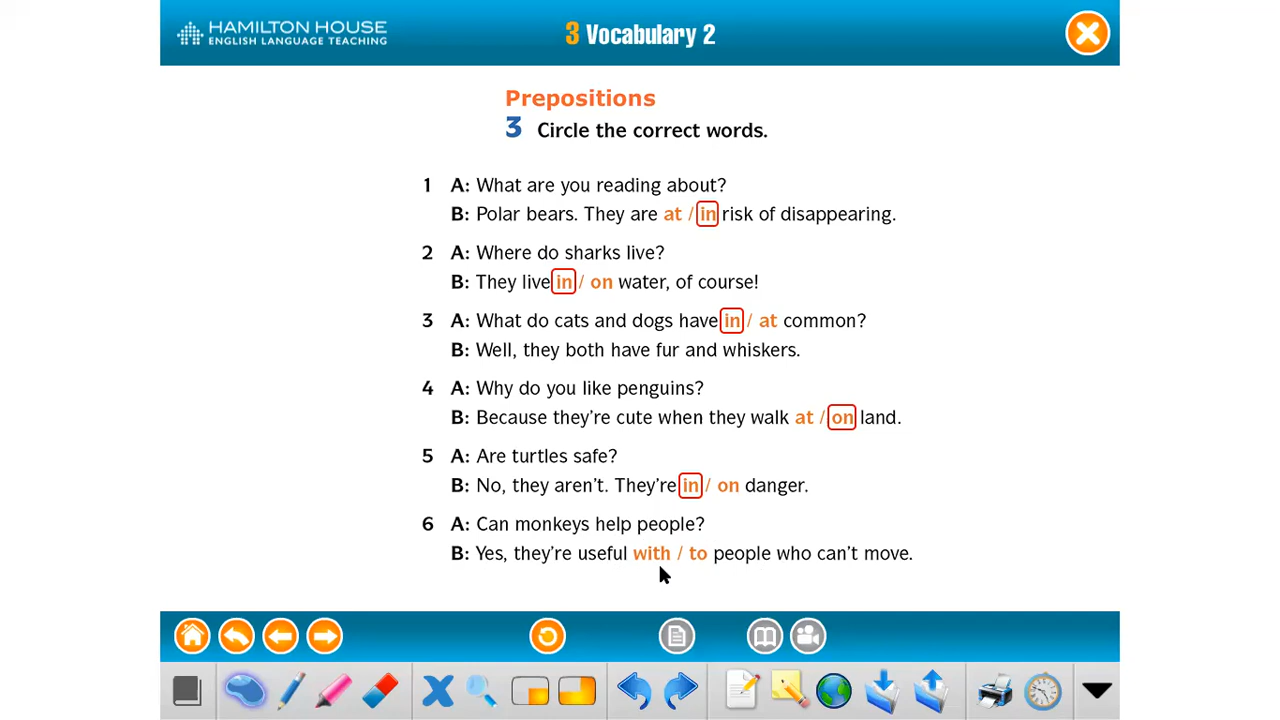 HAMILTON HOUSE
ENGLISH LANGUAGE TEACHING
3 Vocabulary 2
Prepositions
3 Circle the correct words.
1 A: What are you reading about?
B: Polar bears. They are at / in risk of disappearing.
2 A: Where do sharks live?
B: They live in / on water, of course!
3 A: What do cats and dogs have in / at common?
B: Well, they both have fur and whiskers.
4 A: Why do you like penguins?
B: Because they're cute when they walk at / on land.
5 A: Are turtles safe?
B: No, they aren't. They're in / on danger.
6 A: Can monkeys help people?
B: Yes, they're useful with / to people who can't move.